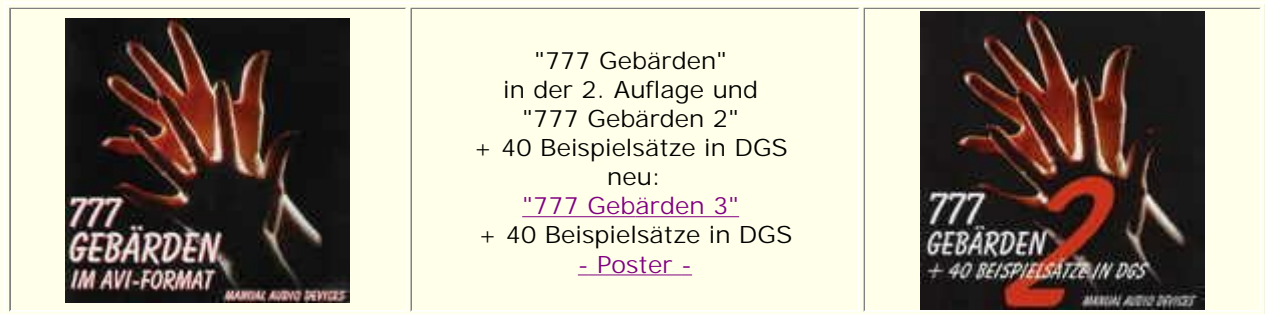 777
GEBÄRDEN
IM AVI-FORMAT
MANUAL AUDIO DEVICES
"777 Gebärden"
in der 2. Auflage und
"777 Gebärden 2"
+ 40 Beispielsätze in DGS
neu:
"777 Gebärden 3"
+ 40 Beispielsätze in DGS
- Poster -
777
GEBÄRDEN 2
+ 40 BEISPIELSÄTZE IN DGS
MANUAL AUDIO DEVICES